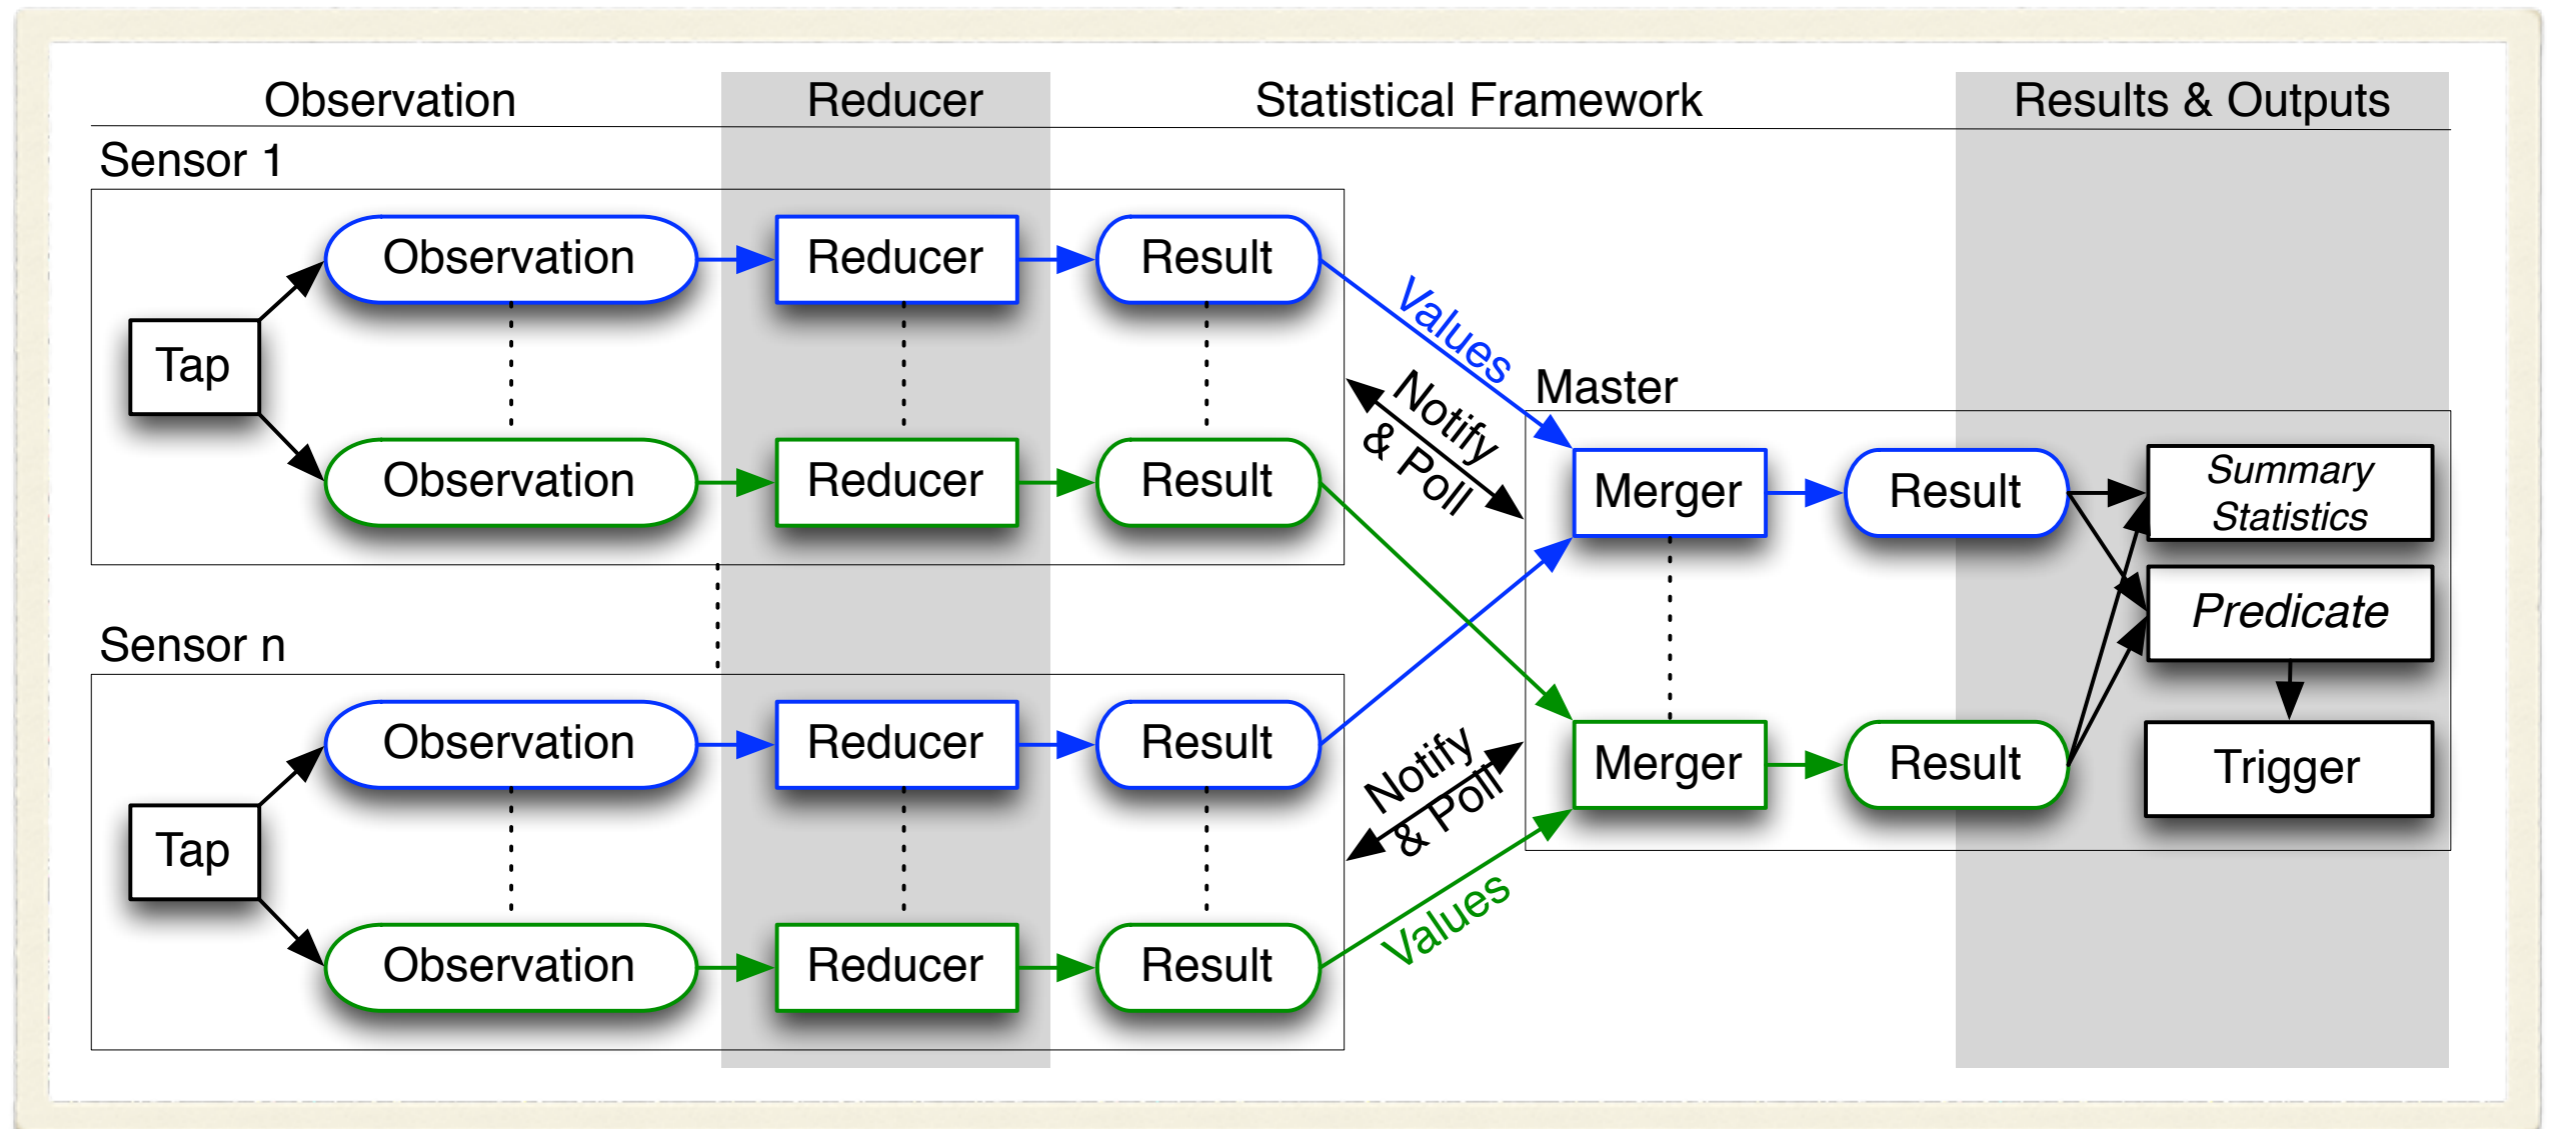 Observation
Reducer
Statistical Framework
Results & Outputs
Sensor 1
Tap
Observation
Reducer
Result
Observation
Reducer
Result
Values
Notify
& Poll
Sensor n
Tap
Observation
Reducer
Result
Observation
Reducer
Result
Notify
& Poll
Values
Master
Merger
Result
Merger
Result
Summary
Statistics
Predicate
Trigger